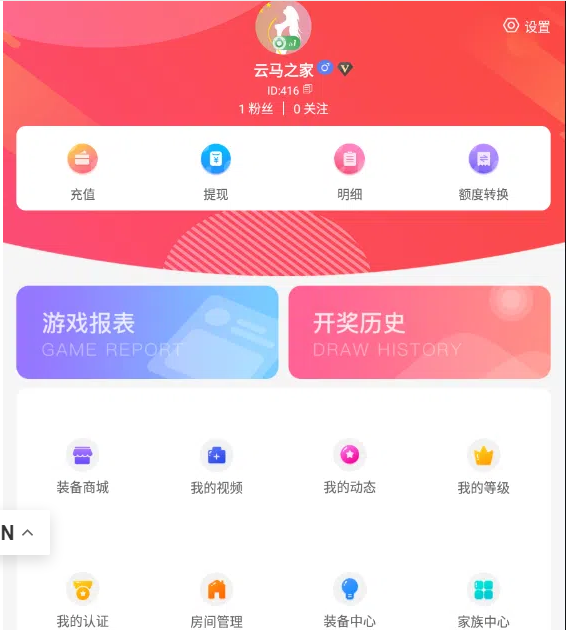 设置
云马之家
ID:416
1 粉丝 | 0 关注
充值 提现 明细 额度转换
游戏报表 开奖历史
GAME REPORT DRAW HISTORY
装备商城 我的视频 我的动态 我的等级
N
我的认证 房间管理 装备中心 家族中心